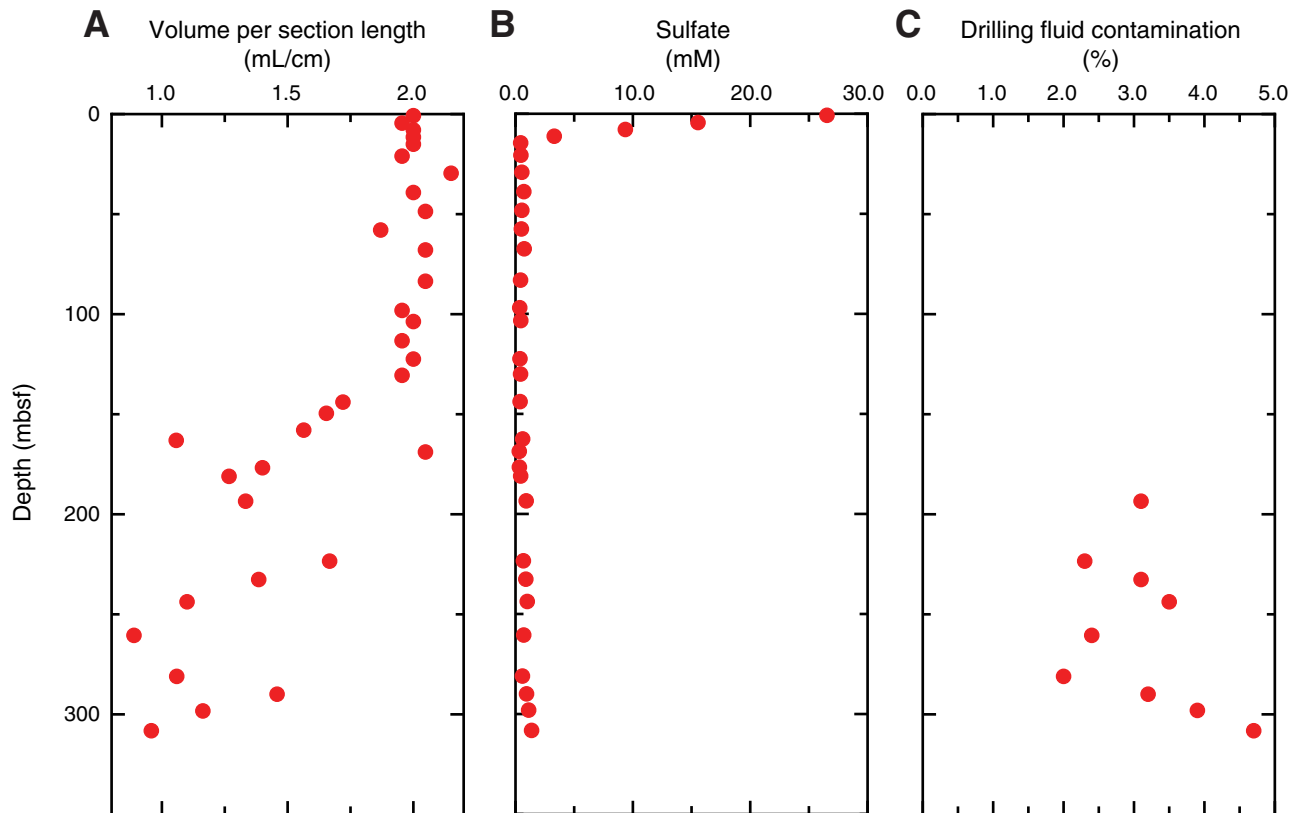 A Volume per section length
(mL/cm)
1.0 1.5 2.0
B Sulfate
(mM)
0.0 10.0 20.0 30.0
C Drilling fluid contamination
(%)
0.0 1.0 2.0 3.0 4.0 5.0
0
100
200
300
Depth (mbsf)